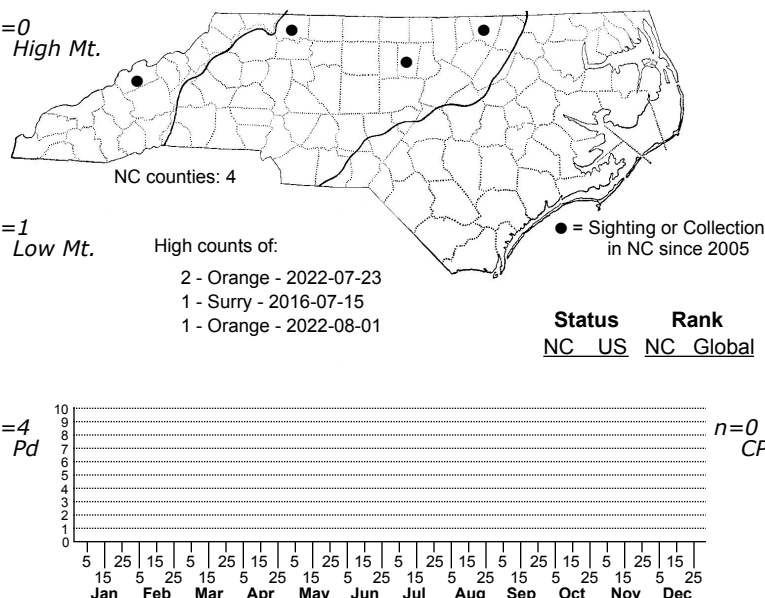 =0
High Mt.
NC counties: 4
=1
Low Mt.
High counts of:
2 - Orange - 2022-07-23
1 - Surry - 2016-07-15
1 - Orange - 2022-08-01
● = Sighting or Collection
in NC since 2005
Status Rank
NC US NC Global
=4
Pd
n=0
CP
10
9
8
7
6
5
4
3
2
1
0
5 25 15 5 25 15 5 25 15 5 25 15 5 25 15 5 25 15
15 5 25 15 5 25 15 5 25 15 5 25 15 5 25 15 5 25
Jan Feb Mar Apr May Jun Jul Aug Sep Oct Nov Dec